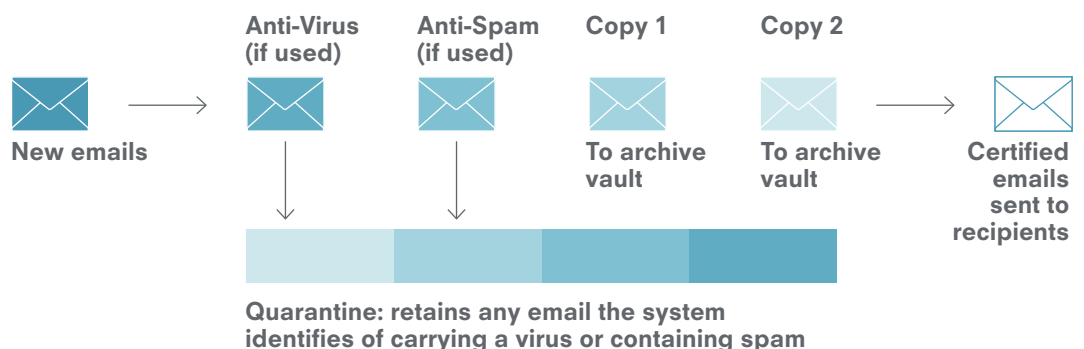 Anti-Virus
(if used)
Anti-Spam
(if used)
Copy 1
Copy 2
New emails
To archive
vault
To archive
vault
Certified
emails
sent to
recipients
Quarantine: retains any email the system
identifies of carrying a virus or containing spam